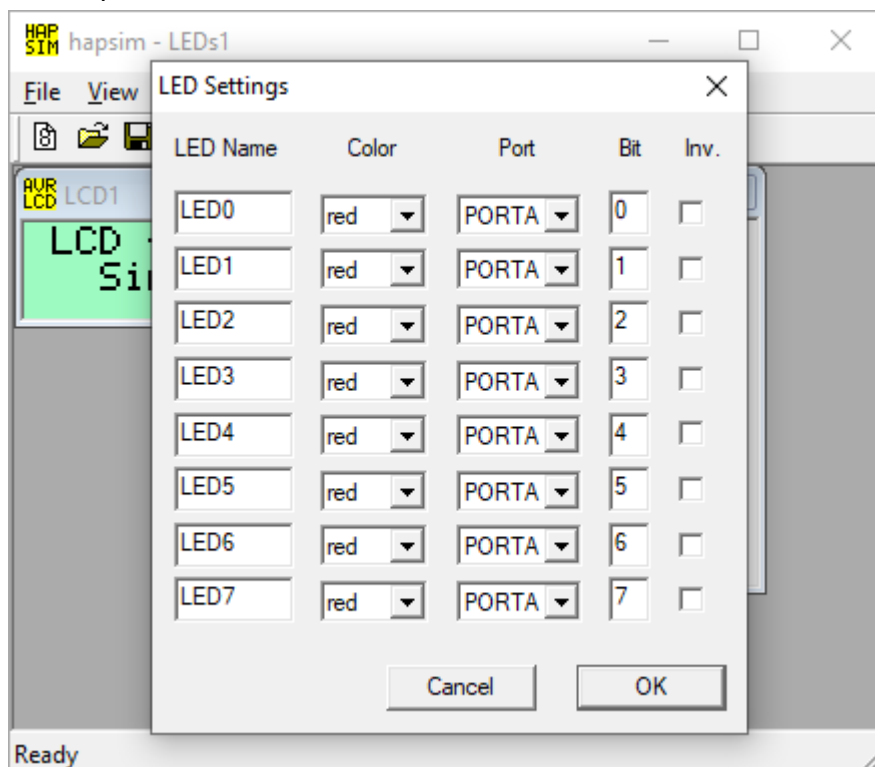 HAP SIM hapsim - LEDs1
File View
LED Settings
LED Name Color Port Bit Inv.
AVR LCD LCD1
LCD
LED0 red PORTA 0
LED1 red PORTA 1
LED2 red PORTA 2
LED3 red PORTA 3
LED4 red PORTA 4
LED5 red PORTA 5
LED6 red PORTA 6
LED7 red PORTA 7
Cancel OK
Ready